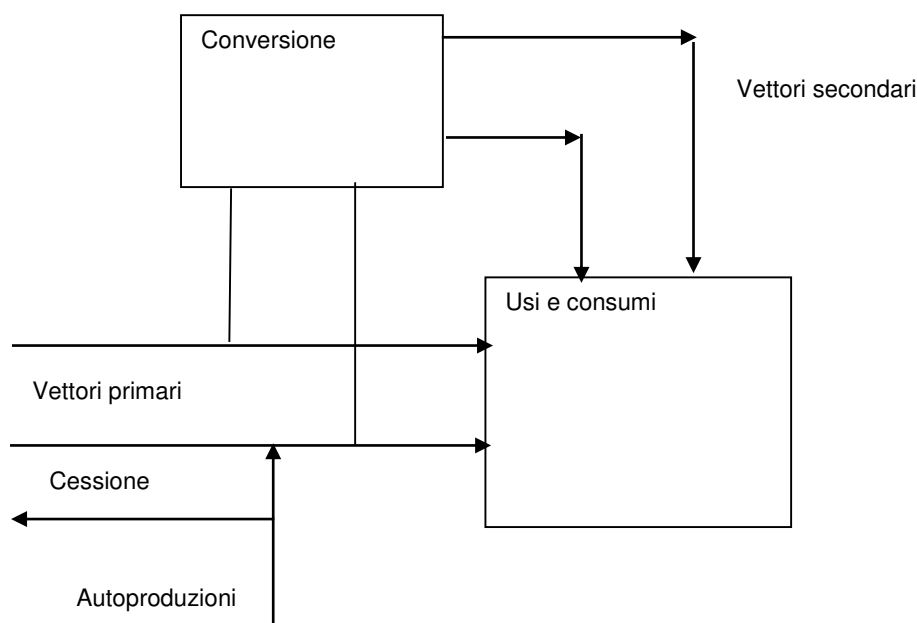 Conversione
Vettori secondari
Usi e consumi
Vettori primari
Cessione
Autoproduzioni